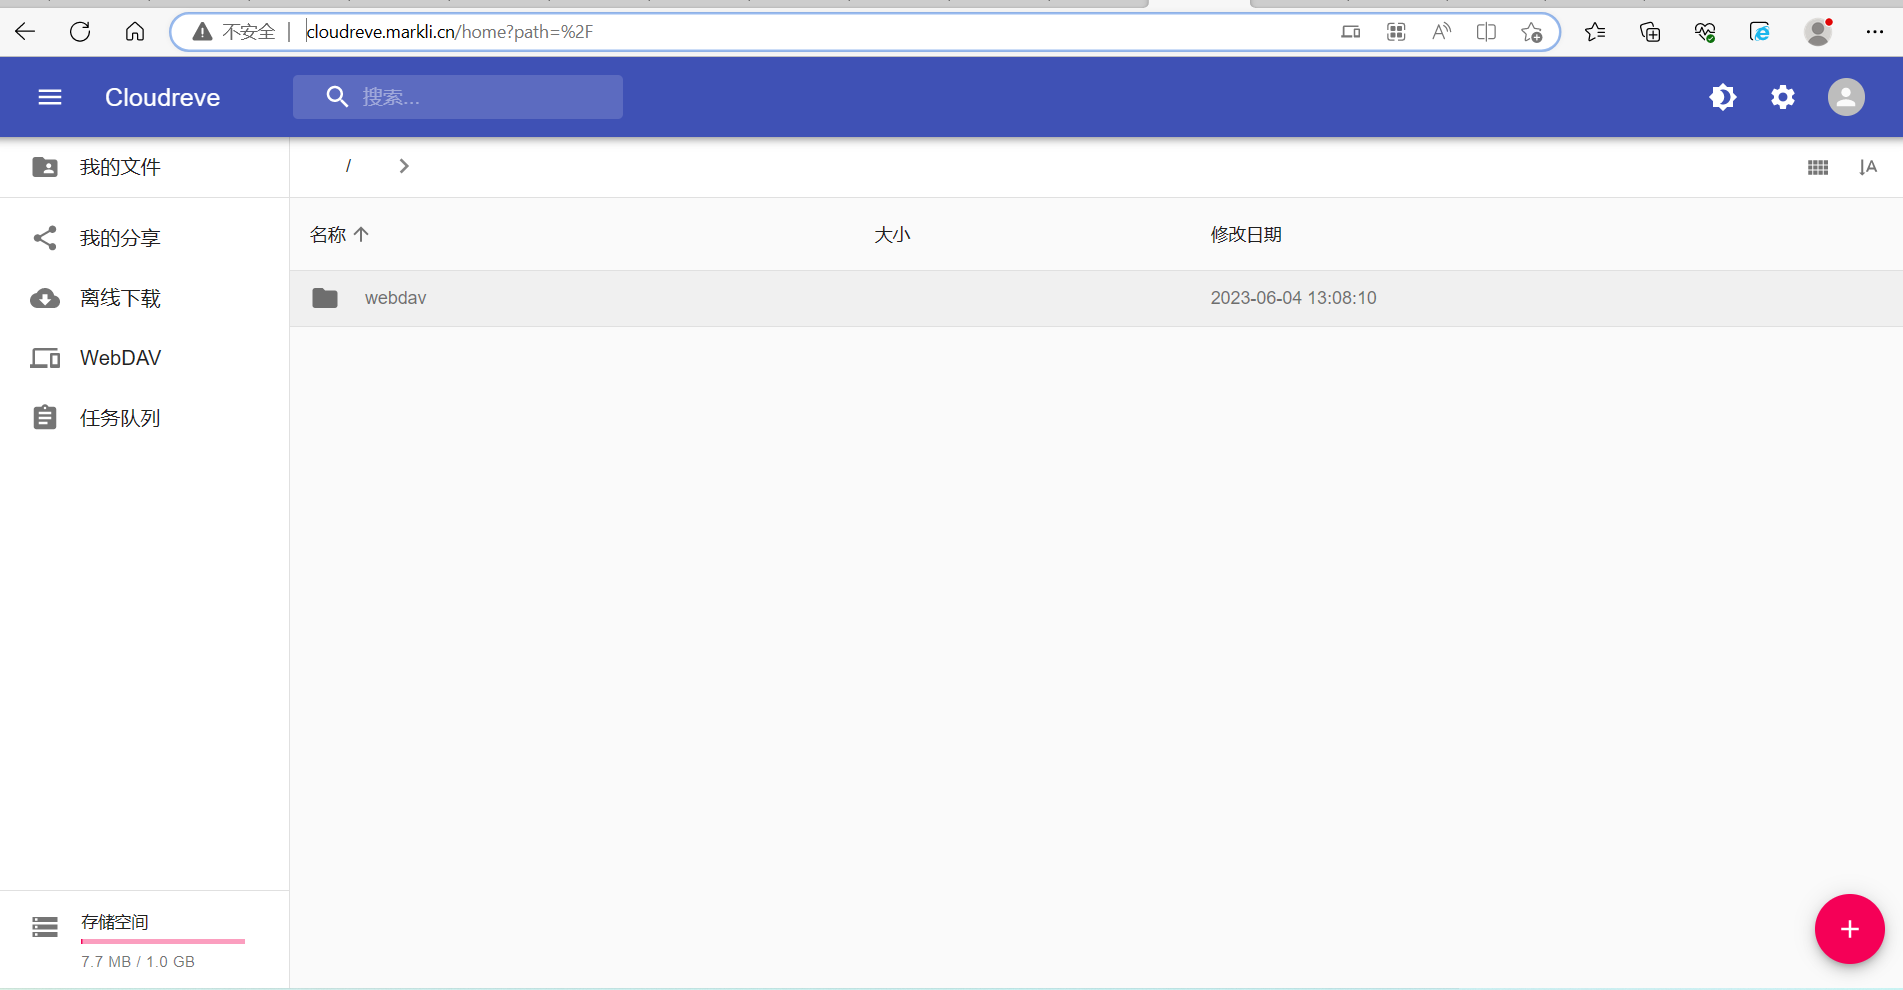 不安全 cloudreve.markli.cn/home?path=%2F
Cloudreve 搜索...
我的文件 /
名称 大小 修改日期
我的分享
webdav 2023-06-04 13:08:10
离线下载
WebDAV
任务队列
存储空间
7.7 MB / 1.0 GB